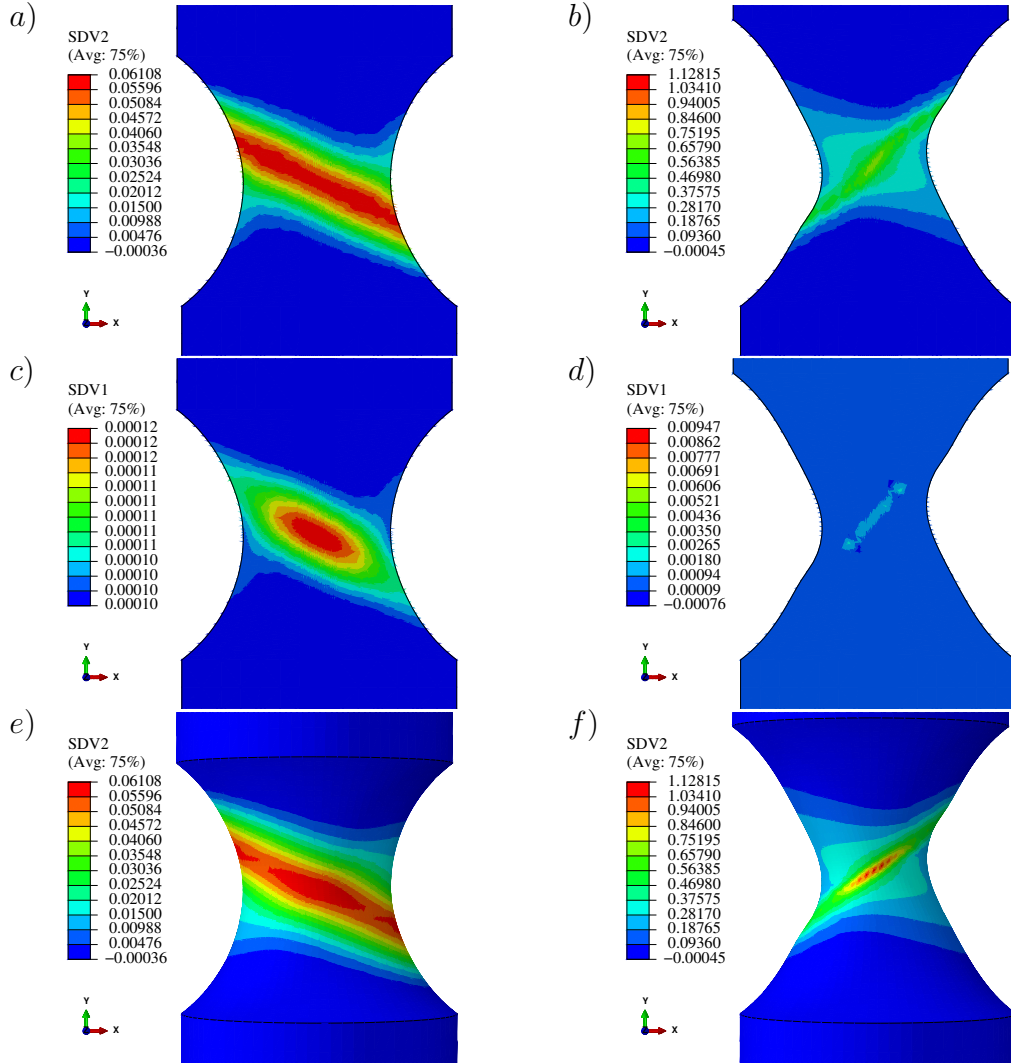 a)
SDV2
(Avg: 75%)
0.06108
0.05596
0.05084
0.04572
0.04060
0.03548
0.03036
0.02524
0.02012
0.01500
0.00988
0.00476
−0.00036
Y
X
b)
SDV2
(Avg: 75%)
1.12815
1.03410
0.94005
0.84600
0.75195
0.65790
0.56385
0.46980
0.37575
0.28170
0.18765
0.09360
−0.00045
Y
X
c)
SDV1
(Avg: 75%)
0.00012
0.00012
0.00012
0.00011
0.00011
0.00011
0.00011
0.00011
0.00011
0.00010
0.00010
0.00010
0.00010
Y
X
d)
SDV1
(Avg: 75%)
0.00947
0.00862
0.00777
0.00691
0.00606
0.00521
0.00436
0.00350
0.00265
0.00180
0.00094
0.00009
−0.00076
Y
X
e)
SDV2
(Avg: 75%)
0.06108
0.05596
0.05084
0.04572
0.04060
0.03548
0.03036
0.02524
0.02012
0.01500
0.00988
0.00476
−0.00036
Y
X
f)
SDV2
(Avg: 75%)
1.12815
1.03410
0.94005
0.84600
0.75195
0.65790
0.56385
0.46980
0.37575
0.28170
0.18765
0.09360
−0.00045
Y
X